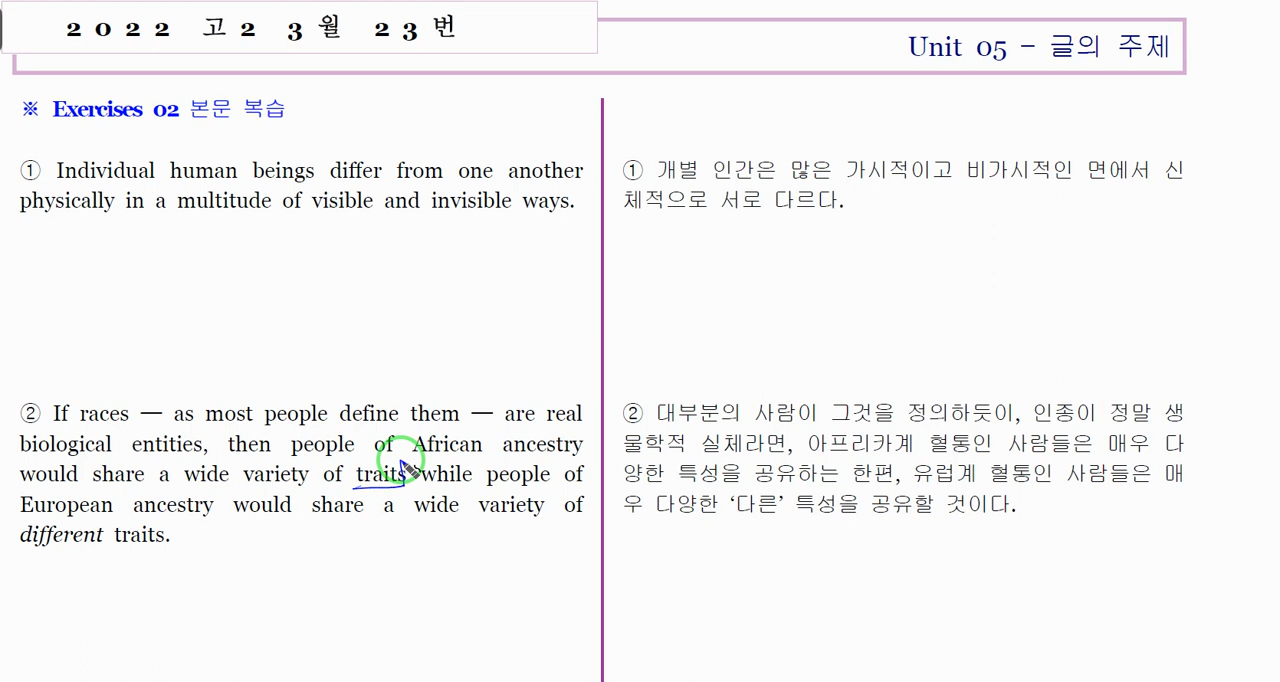 2022 고2 3월 23번
Unit 05 - 글의 주제
※ Exercises 02 본문 복습
① Individual human beings differ from one another
physically in a multitude of visible and invisible ways.
② If races — as most people define them — are real
biological entities, then people of African ancestry
would share a wide variety of traits while people of
European ancestry would share a wide variety of
different traits.
① 개별 인간은 많은 가시적이고 비가시적인 면에서 신
체적으로 서로 다르다.
② 대부분의 사람이 그것을 정의하듯이, 인종이 정말 생
물학적 실체라면, 아프리카계 혈통인 사람들은 매우 다
양한 특성을 공유하는 한편, 유럽계 혈통인 사람들은 매
우 다양한 ‘다른’ 특성을 공유할 것이다.